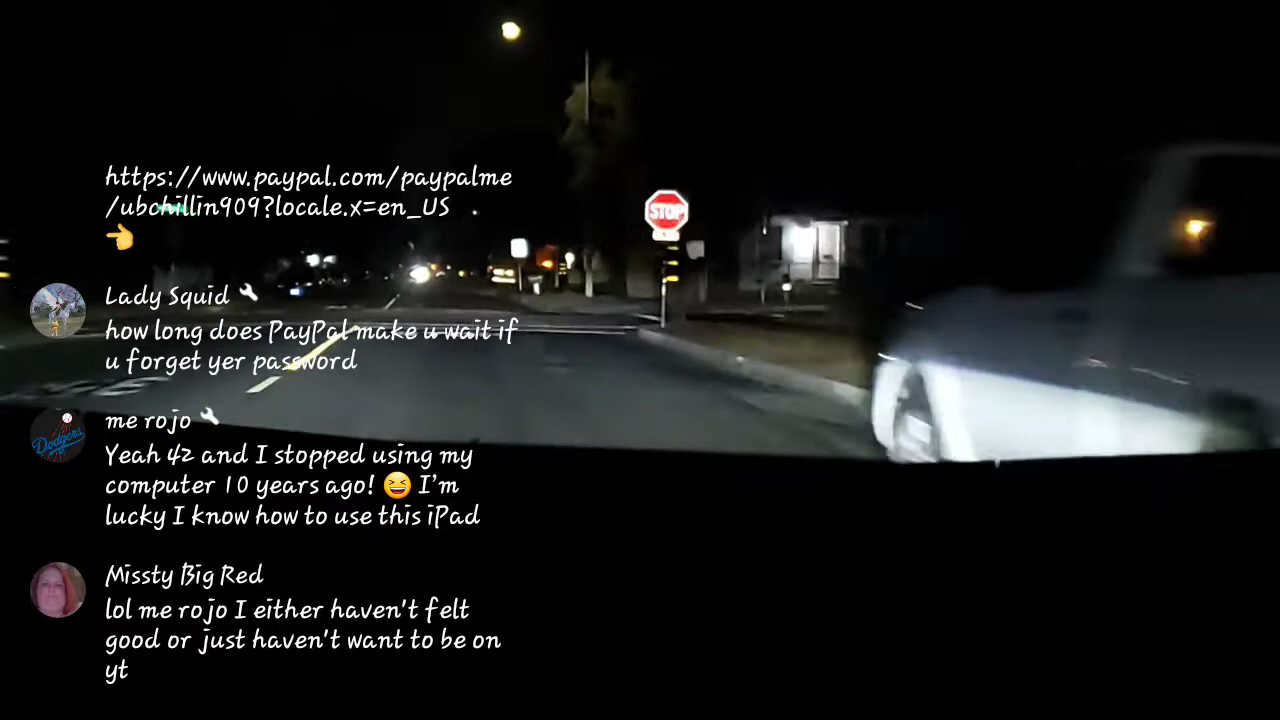 https://www.paypal.com/paypalme
/ubchillin909?locale.x=en_US
STOP
Lady Squid
how long does PayPal make u wait if
u forget yer password
me rojo
Dodgers
Yeah 42 and I stopped using my
computer 10 years ago! 😆 I'm
lucky I know how to use this iPad
Missty Big Red
lol me rojo I either haven't felt
good or just haven't want to be on
yt